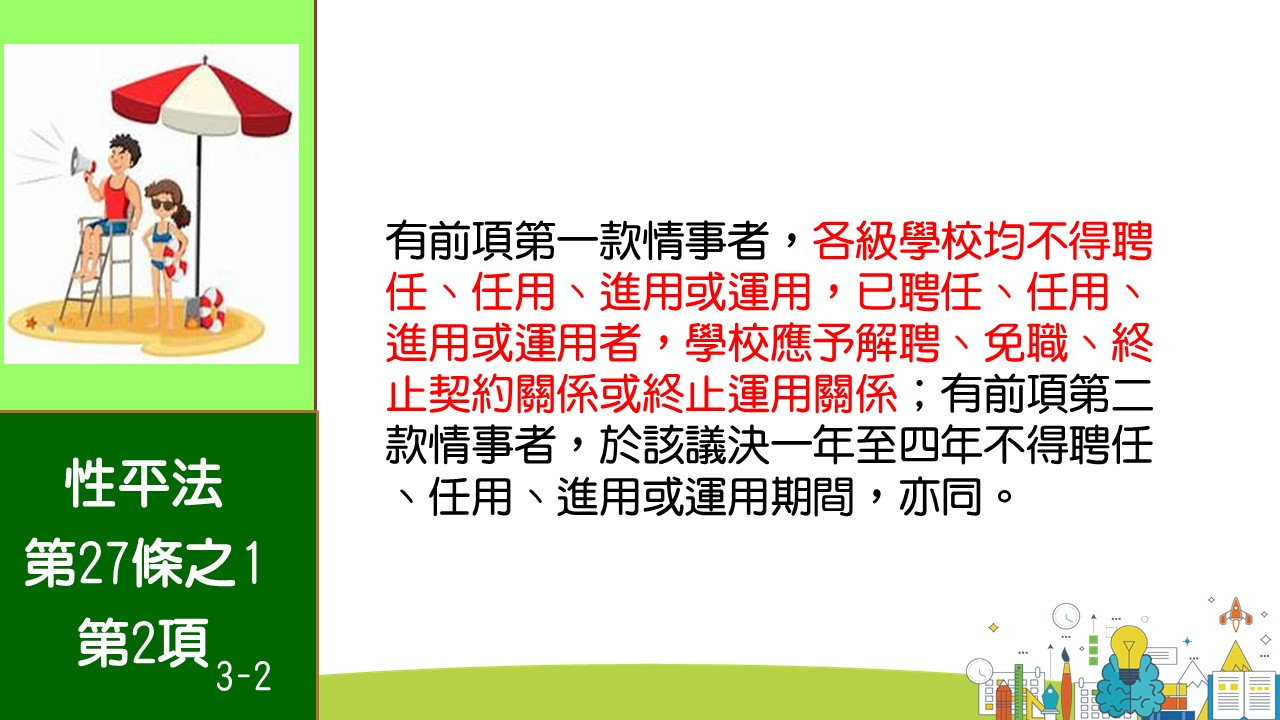 有前項第一款情事者，各級學校均不得聘
任、任用、進用或運用，已聘任、任用、
進用或運用者，學校應予解聘、免職、終
止契約關係或終止運用關係；有前項第二
款情事者，於該議決一年至四年不得聘任
、任用、進用或運用期間，亦同。
性平法
第27條之1
第2項
3-2